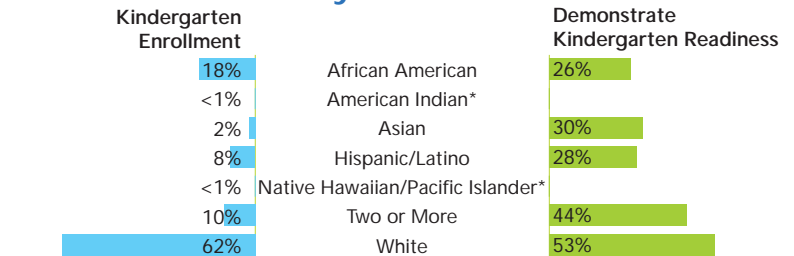 Kindergarten
Enrollment
Demonstrate
Kindergarten Readiness
18% African American 26%
<1% American Indian*
2% Asian 30%
8% Hispanic/Latino 28%
<1% Native Hawaiian/Pacific Islander*
10% Two or More 44%
62% White 53%